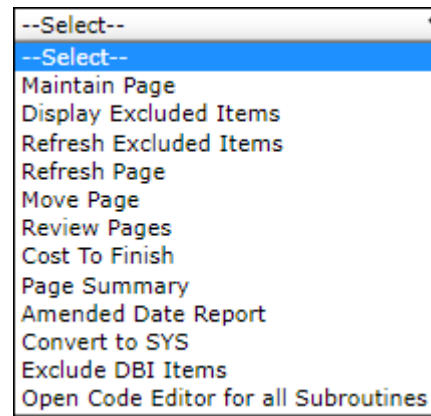 --Select--
--Select--
Maintain Page
Display Excluded Items
Refresh Excluded Items
Refresh Page
Move Page
Review Pages
Cost To Finish
Page Summary
Amended Date Report
Convert to SYS
Exclude DBI Items
Open Code Editor for all Subroutines